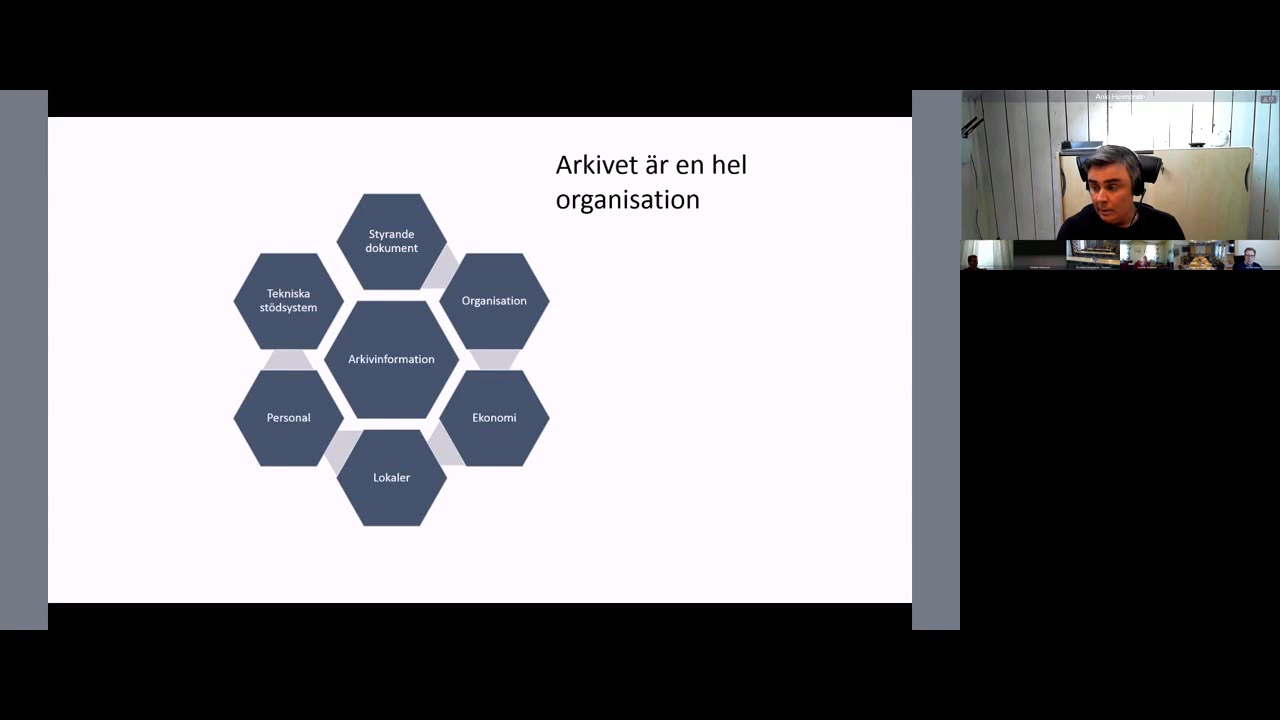 Arkivet är en hel
organisation
Styrande
dokument
Tekniska
stödsystem
Organisation
Arkivinformation
Personal
Ekonomi
Lokaler